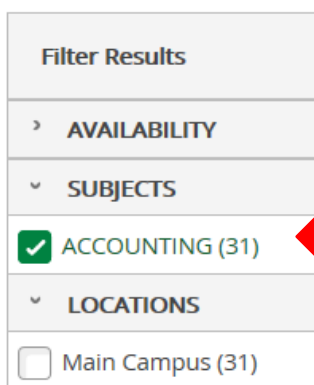 Filter Results
AVAILABILITY
SUBJECTS
ACCOUNTING (31)
LOCATIONS
Main Campus (31)